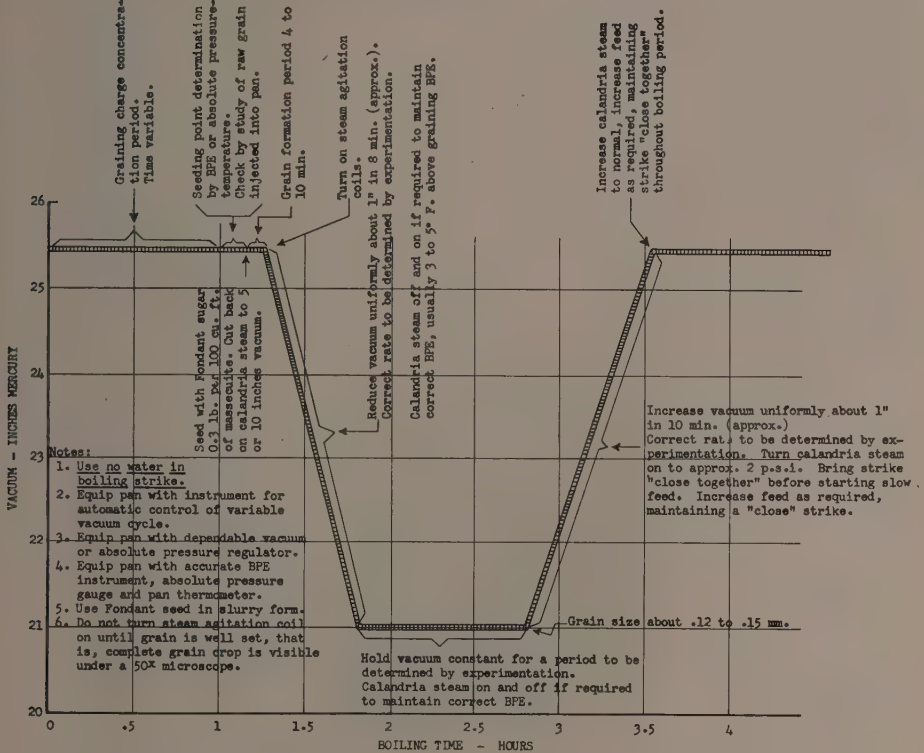 Graining charge concentra-
tion period.
Time variable.
Seeding point determination
by BPE or absolute pressure-
temperature.
Check by study of raw grain
injected into pan.
Grain formation period 4 to
10 min.
Turn on steam agitation
coils.
Reduce vacuum uniformly about 1" in 8 min. (approx.).
Correct rate to be determined by experimentation.
Calandria steam off and on if required to maintain
correct BPE, usually 3 to 5° F. above graining BPE.
Increase calandria steam
to normal, increase feed
as required, maintaining
strike "close together"
throughout boiling period.
Seed with Fondant sugar
0.3 lb. per 100 cu. ft.
of massecuite. Cut back
on calandria steam to 5
or 10 inches vacuum.
Increase vacuum uniformly about 1"
in 10 min. (approx.)
Correct rate to be determined by ex-
perimentation. Turn calandria steam
on to approx. 2 p.s.i. Bring strike
"close together" before starting slow
feed. Increase feed as required,
maintaining a "close" strike.
Notes:
1. Use no water in
boiling strike.
2. Equip pan with instrument for
automatic control of variable
vacuum cycle.
3. Equip pan with dependable vacuum
or absolute pressure regulator.
4. Equip pan with accurate BPE
instrument, absolute pressure
gauge and pan thermometer.
5. Use Fondant seed in slurry form.
6. Do not turn steam agitation coil
on until grain is well set, that
is, complete grain crop is visible
under a 50X microscope.
Grain size about .12 to .15 mm.
Hold vacuum constant for a period to be
determined by experimentation.
Calandria steam on and off if required
to maintain correct BPE.
VACUUM - INCHES MERCURY
26
25
24
23
22
21
20
0 .5 1 1.5 2 2.5 3 3.5 4
BOILING TIME - HOURS